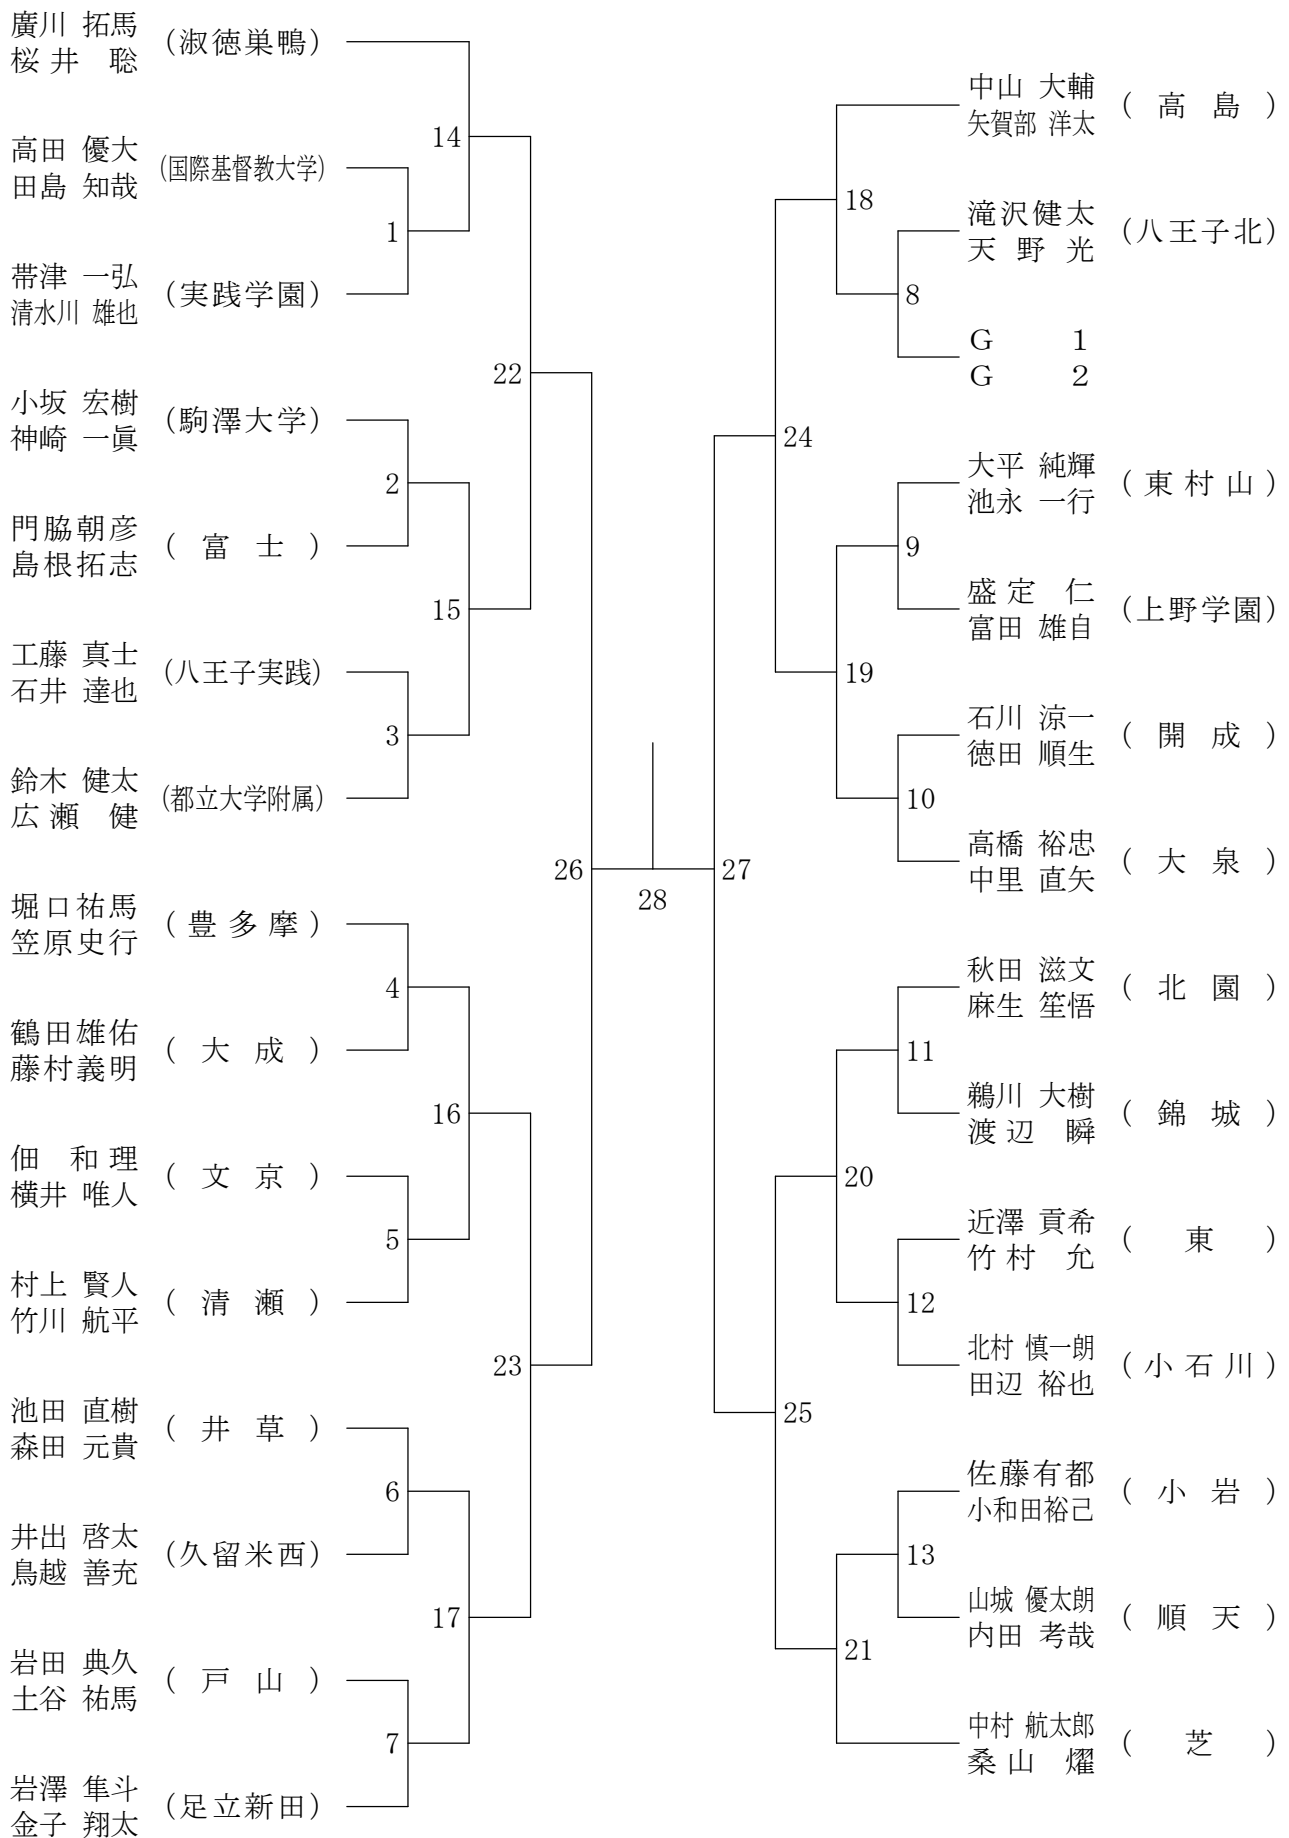 廣川 拓馬
桜井 聡
(淑徳巣鴨)
高田 優大
田島 知哉
(国際基督教大学)
帯津 一弘
清水川 雄也
(実践学園)
小坂 宏樹
神崎 一眞
(駒澤大学)
門脇朝彦
島根拓志
(富士)
工藤 真士
石井 達也
(八王子実践)
鈴木 健太
広瀬 健
(都立大学附属)
堀口祐馬
笠原史行
(豊多摩)
鶴田雄佑
藤村義明
(大成)
佃 和理
横井 唯人
(文京)
村上 賢人
竹川 航平
(清瀬)
池田 直樹
森田 元貴
(井草)
井出 啓太
鳥越 善充
(久留米西)
岩田 典久
土谷 祐馬
(戸山)
岩澤 隼斗
金子 翔太
(足立新田)
1
2
3
4
5
6
7
14
15
16
17
22
23
26
28
27
24
25
18
19
20
21
8
9
10
11
12
13
中山 大輔
矢賀部 洋太
(高島)
滝沢健太
天野光
(八王子北)
G 1
G 2
大平 純輝
池永 一行
(東村山)
盛定 仁
富田 雄自
(上野学園)
石川 涼一
徳田 順生
(開成)
高橋 裕忠
中里 直矢
(大泉)
秋田 滋文
麻生 笙悟
(北園)
鵜川 大樹
渡辺 瞬
(錦城)
近澤 貢希
竹村 允
(東)
北村 慎一朗
田辺 裕也
(小石川)
佐藤有都
小和田裕己
(小岩)
山城 優太朗
内田 考哉
(順天)
中村 航太郎
桑山 燿
(芝)